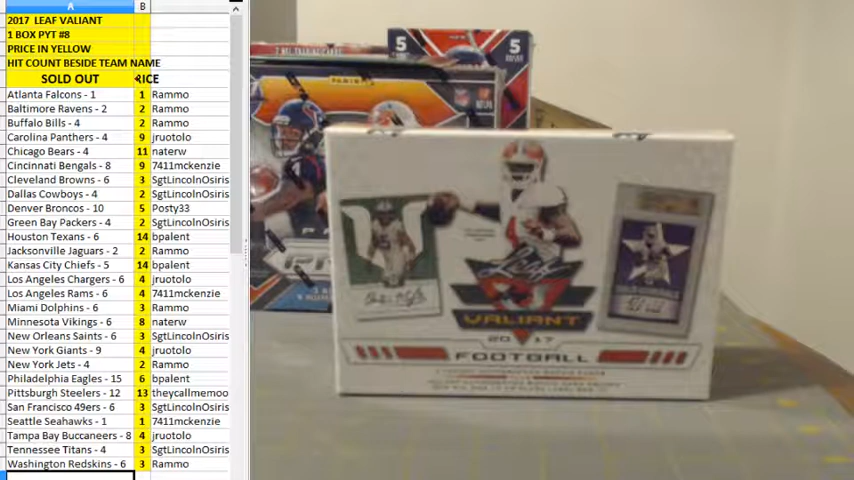 A B
2017 LEAF VALIANT
1 BOX PYT #8
PRICE IN YELLOW
HIT COUNT BESIDE TEAM NAME
SOLD OUT RICE
Atlanta Falcons - 1 1 Rammo
Baltimore Ravens - 2 2 Rammo
Buffalo Bills - 4 2 Rammo
Carolina Panthers - 4 9 jruotolo
Chicago Bears - 4 11 naterw
Cincinnati Bengals - 8 9 7411mckenzie
Cleveland Browns - 6 3 SgtLincolnOsiris
Dallas Cowboys - 4 2 SgtLincolnOsiris
Denver Broncos - 10 5 Posty33
Green Bay Packers - 4 2 SgtLincolnOsiris
Houston Texans - 6 14 bpalent
Jacksonville Jaguars - 2 2 Rammo
Kansas City Chiefs - 5 14 bpalent
Los Angeles Chargers - 6 4 jruotolo
Los Angeles Rams - 6 4 7411mckenzie
Miami Dolphins - 6 3 Rammo
Minnesota Vikings - 6 8 naterw
New Orleans Saints - 6 3 SgtLincolnOsiris
New York Giants - 9 4 jruotolo
New York Jets - 4 2 Rammo
Philadelphia Eagles - 15 6 bpalent
Pittsburgh Steelers - 12 13 theycallmemoo
San Francisco 49ers - 6 3 SgtLincolnOsiris
Seattle Seahawks - 1 1 7411mckenzie
Tampa Bay Buccaneers - 8 4 jruotolo
Tennessee Titans - 4 3 SgtLincolnOsiris
Washington Redskins - 6 3 Rammo
5 5
PANINI
Leaf
VALIANT
2017
FOOTBALL